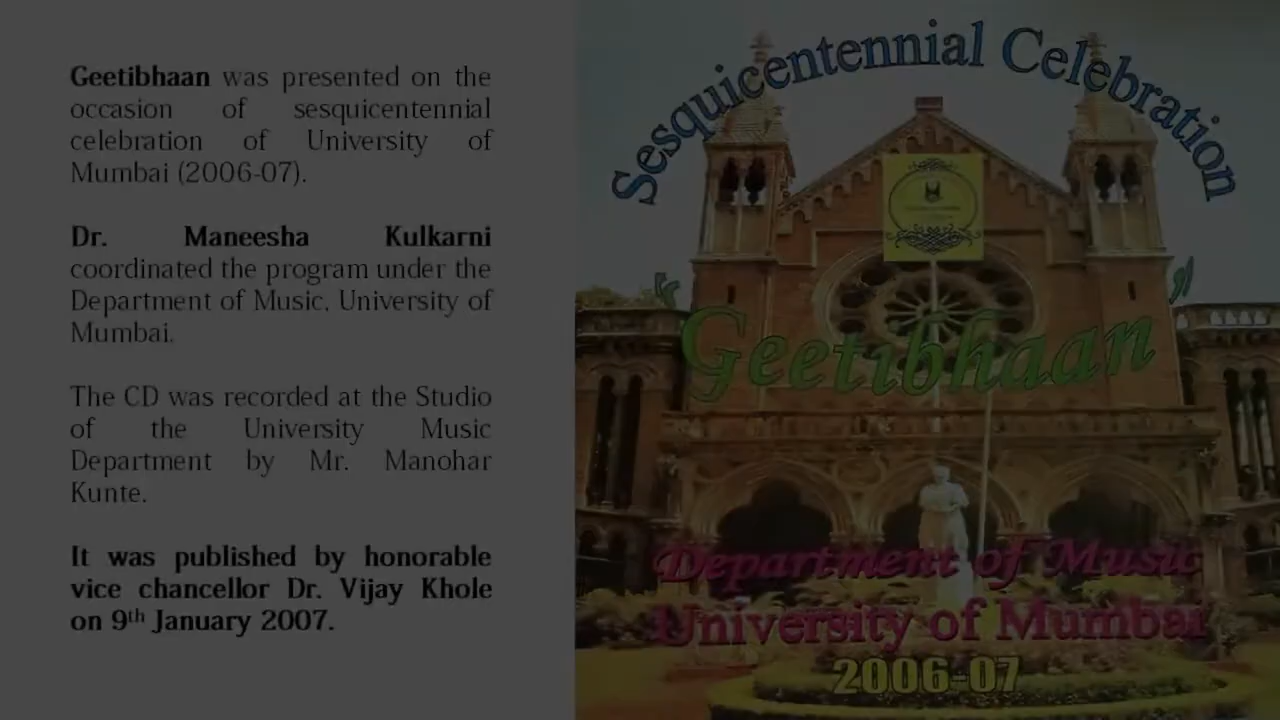 Geetibhaan was presented on the
occasion of sesquicentennial
celebration of University of
Mumbai (2006-07).
Dr. Maneesha Kulkarni
coordinated the program under the
Department of Music, University of
Mumbai.
The CD was recorded at the Studio
of the University Music
Department by Mr. Manohar
Kunte.
It was published by honorable
vice chancellor Dr. Vijay Khole
on 9th January 2007.
Sesquicentennial Celebration
“Geetibhaan”
Department of Music
University of Mumbai
2006-07